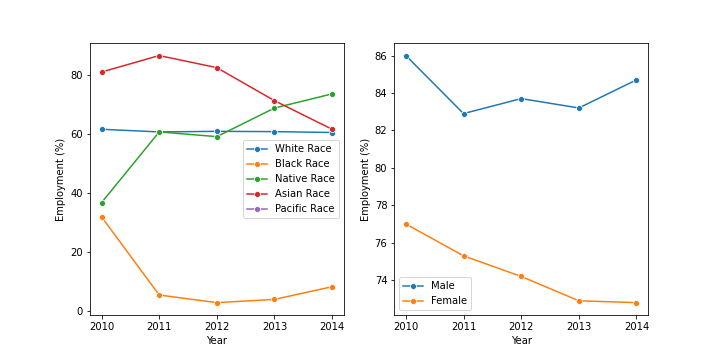 Employment (%)
80
60
40
20
0
2010 2011 2012 2013 2014
Year
White Race
Black Race
Native Race
Asian Race
Pacific Race
Employment (%)
86
84
82
80
78
76
74
2010 2011 2012 2013 2014
Year
Male
Female